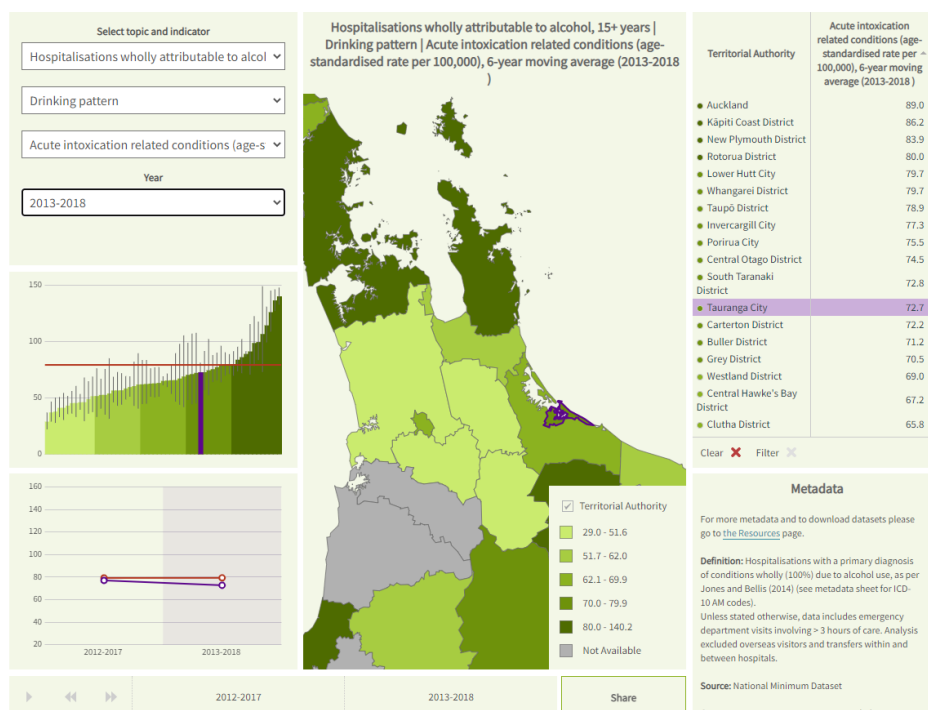 Select topic and indicator
Hospitalisations wholly attributable to alcol
Drinking pattern
Acute intoxication related conditions (age-s
Year
2013-2018
150
100
50
0
160
140
120
100
80
60
40
20
2012-2017
2013-2018
Hospitalisations wholly attributable to alcohol, 15+ years |
Drinking pattern | Acute intoxication related conditions (age-
standardised rate per 100,000), 6-year moving average (2013-2018
)
Territorial Authority
29.0 - 51.6
51.7 - 62.0
62.1 - 69.9
70.0 - 79.9
80.0 - 140.2
Not Available
Territorial Authority
Acute intoxication
related conditions (age-
standardised rate per
100,000), 6-year moving
average (2013-2018 )
Auckland 89.0
Kāpiti Coast District 86.2
New Plymouth District 83.9
Rotorua District 80.0
Lower Hutt City 79.7
Whangarei District 79.7
Taupō District 78.9
Invercargill City 77.3
Porirua City 75.5
Central Otago District 74.5
South Taranaki
District 72.8
Tauranga City 72.7
Carterton District 72.2
Buller District 71.2
Grey District 70.5
Westland District 69.0
Central Hawke's Bay
District 67.2
Clutha District 65.8
Clear Filter
Metadata
For more metadata and to download datasets please
go to the Resources page.
Definition: Hospitalisations with a primary diagnosis
of conditions wholly (100%) due to alcohol use, as per
Jones and Bellis (2014) (see metadata sheet for ICD-
10 AM codes).
Unless stated otherwise, data includes emergency
department visits involving > 3 hours of care. Analysis
excluded overseas visitors and transfers within and
between hospitals.
Source: National Minimum Dataset
2012-2017
2013-2018
Share